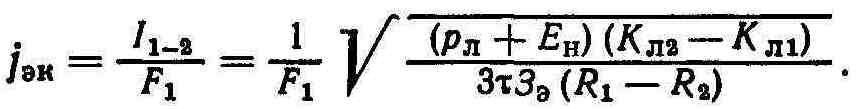 jэк = I₁₋₂ / F₁ = 1 / F₁ √((pл + Eн) (Kл2 — Kл1) / 3τЗэ (R₁ — R₂)).